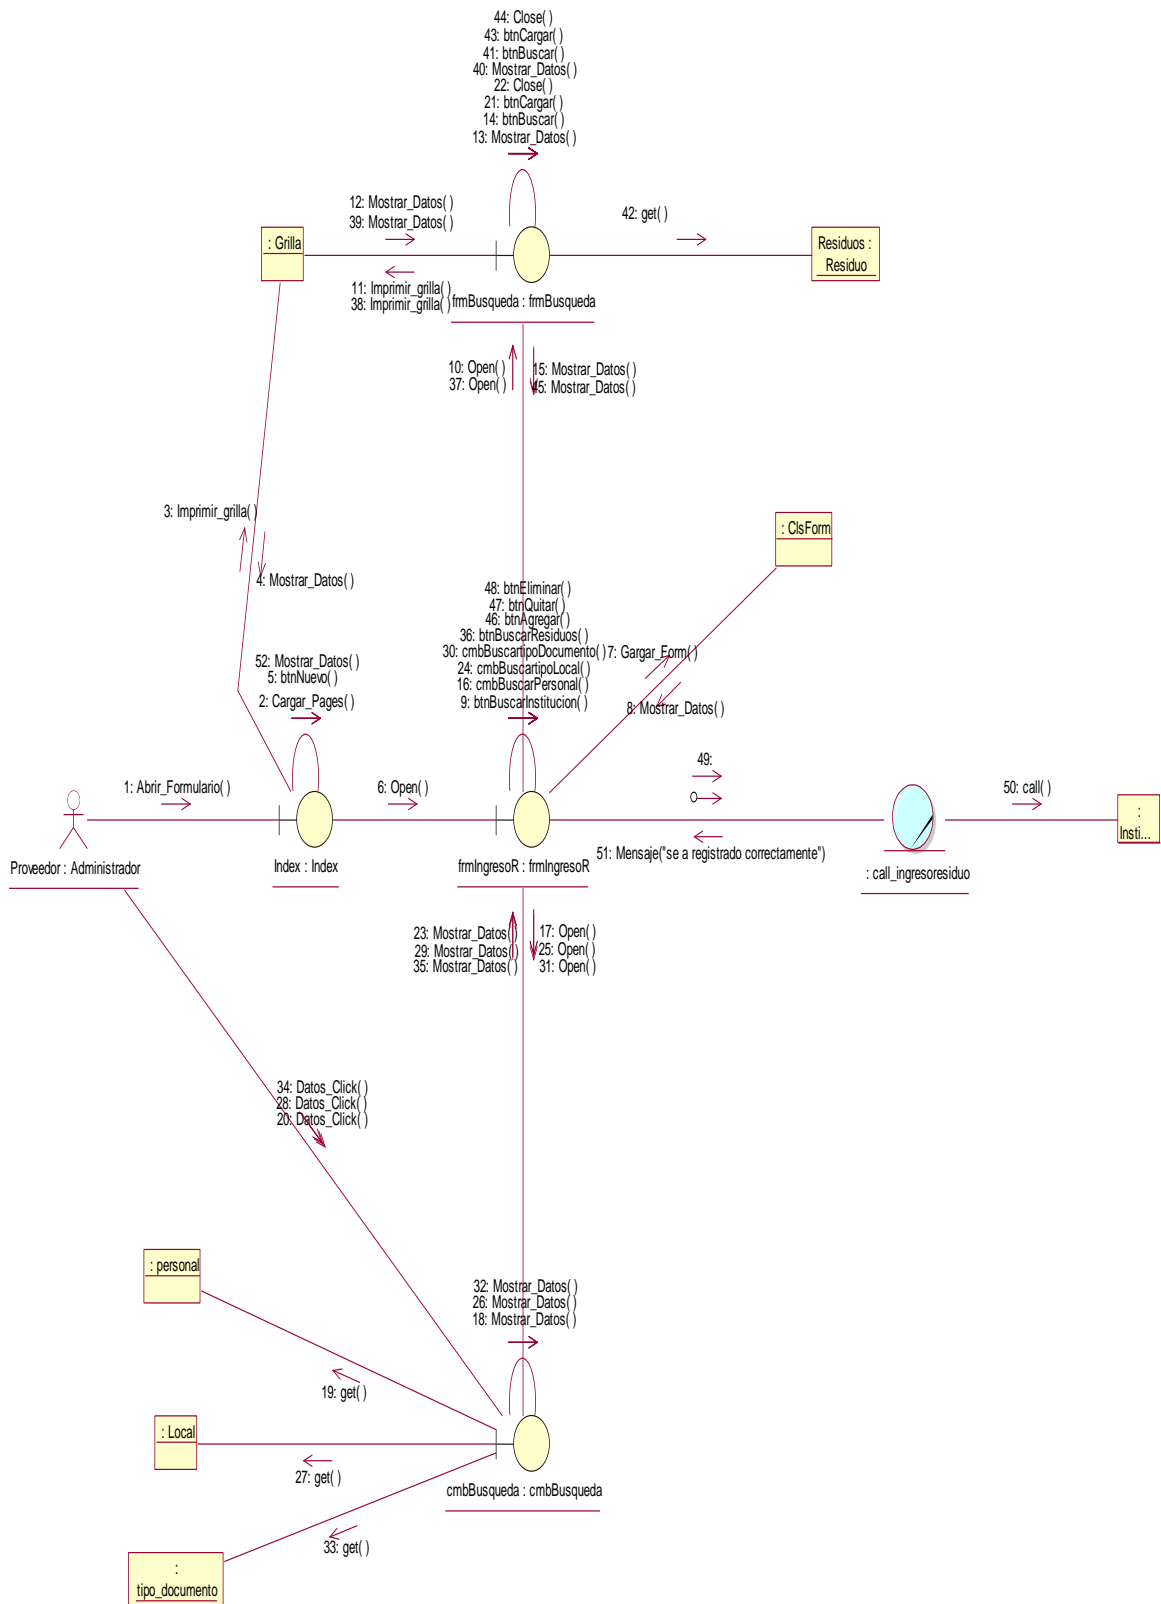 44: Close( )
43: btnCargar( )
41: btnBuscar( )
40: Mostrar_Datos( )
22: Close( )
21: btnCargar( )
14: btnBuscar( )
13: Mostrar_Datos( )
12: Mostrar_Datos( )
39: Mostrar_Datos( )
42: get( )
: Grilla
Residuos :
Residuo
11: Imprimir_grilla( )
38: Imprimir_grilla( )
frmBusqueda : frmBusqueda
10: Open( )
37: Open( )
15: Mostrar_Datos( )
45: Mostrar_Datos( )
3: Imprimir_grilla( )
4: Mostrar_Datos( )
: ClsForm
48: btnEliminar( )
47: btnQuitar( )
46: btnAgregar( )
36: btnBuscarResiduos( )
30: cmbBuscartipoDocumento( )
24: cmbBuscartipoLocal( )
16: cmbBuscarPersonal( )
9: btnBuscarInstitucion( )
7: Gargar_Form( )
8: Mostrar_Datos( )
52: Mostrar_Datos( )
5: btnNuevo( )
2: Cargar_Pages( )
1: Abrir_Formulario( )
6: Open( )
49:
50: call( )
:
Insti...
51: Mensaje("se a registrado correctamente")
Proveedor : Administrador
Index : Index
frmIngresoR : frmIngresoR
: call_ingresoresiduo
23: Mostrar_Datos( )
29: Mostrar_Datos( )
35: Mostrar_Datos( )
17: Open( )
25: Open( )
31: Open( )
34: Datos_Click( )
28: Datos_Click( )
20: Datos_Click( )
: personal
32: Mostrar_Datos( )
26: Mostrar_Datos( )
18: Mostrar_Datos( )
19: get( )
: Local
27: get( )
cmbBusqueda : cmbBusqueda
33: get( )
:
tipo_documento